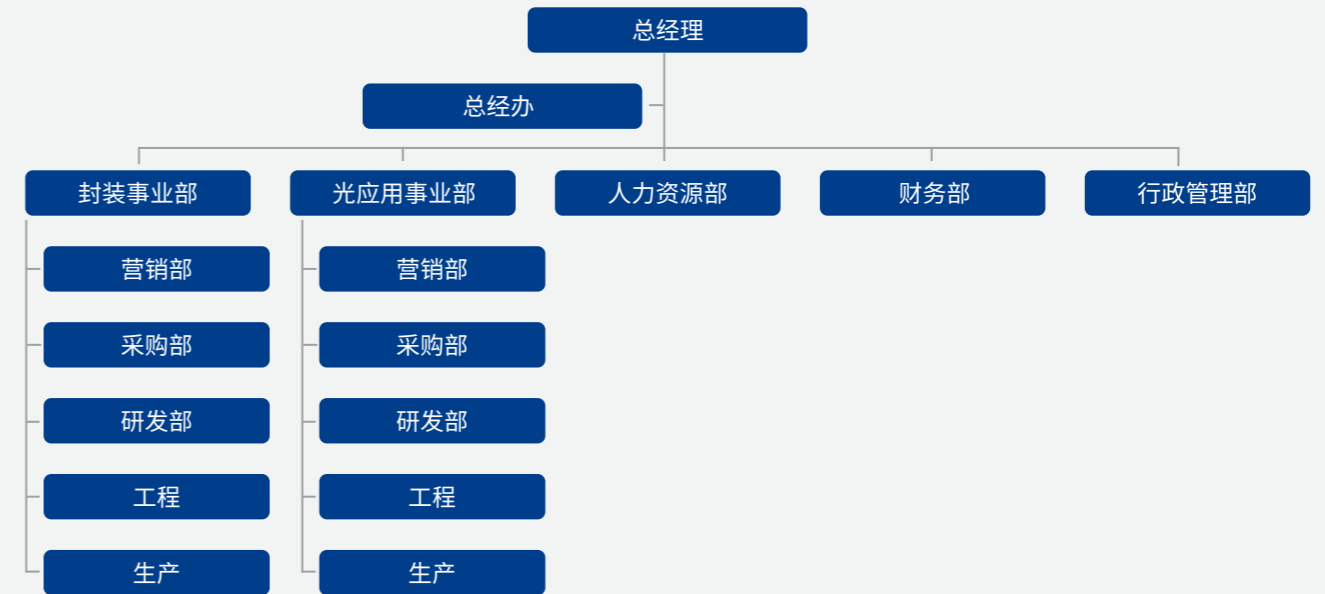 总经理
总经办
封装事业部
光应用事业部
人力资源部
财务部
行政管理部
营销部
营销部
采购部
采购部
研发部
研发部
工程
工程
生产
生产